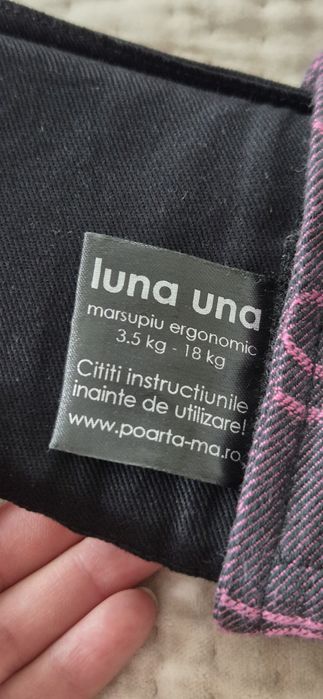 luna una
marsupiu ergonomic
3.5 kg - 18 kg
Cititi instructiunile
inainte de utilizare!
www.poarta-ma.ro